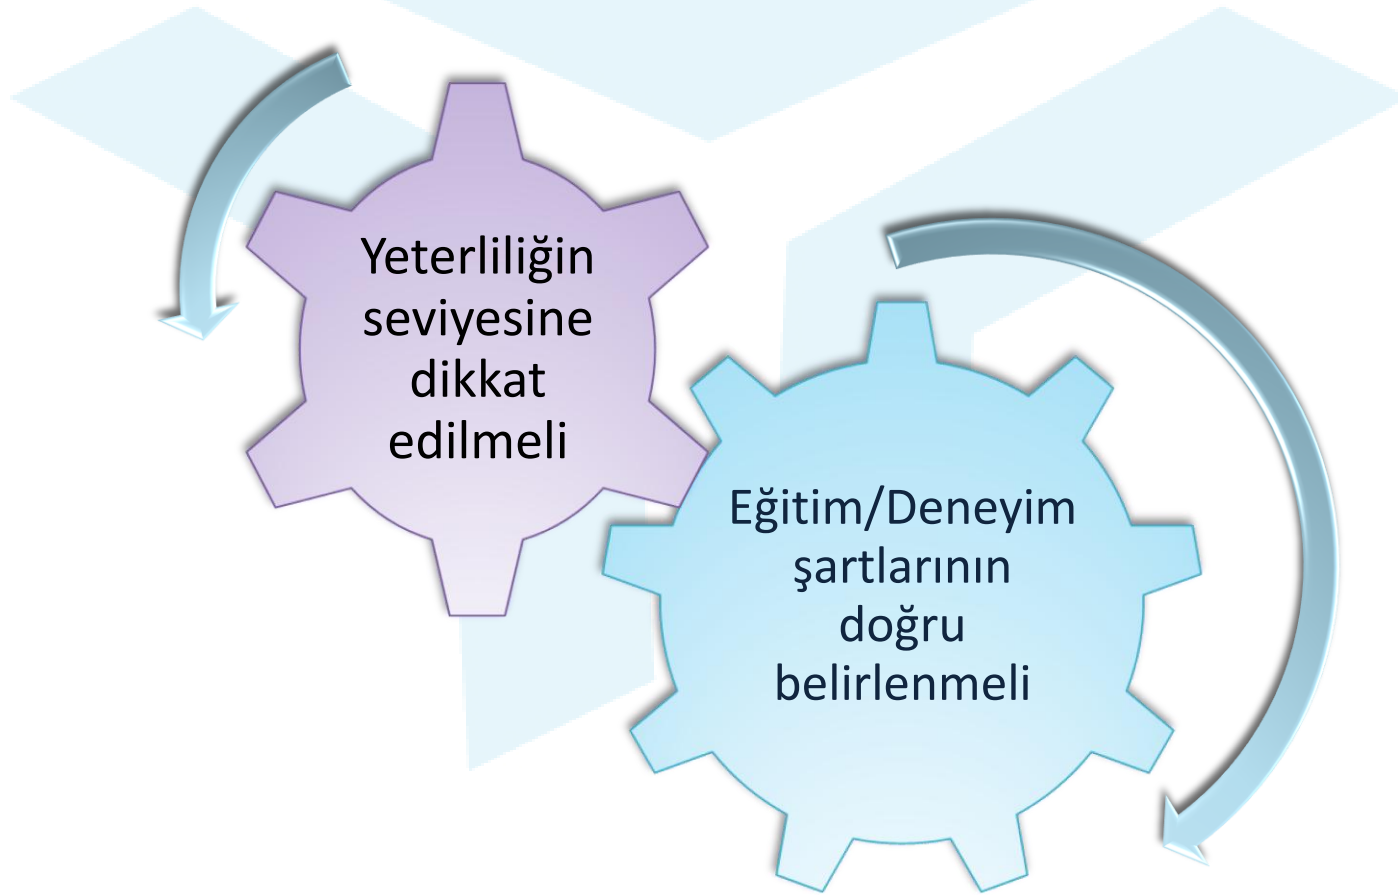 Yeterliliğin
seviyesine
dikkat
edilmeli
Eğitim/Deneyim
şartlarının
doğru
belirlenmeli